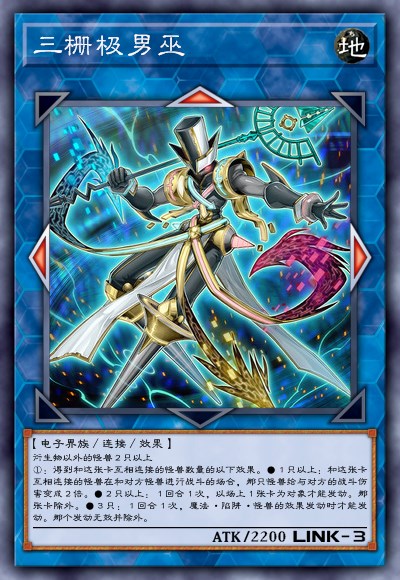 三栅极男巫
地
【电子界族/连接/效果】
衍生物以外的怪兽2只以上
①:得到和这张卡互相连接的怪兽数量的以下效果。●1只以上:和这张
卡互相连接的怪兽在和对方怪兽进行战斗的场合,那只怪兽给与对方的战斗伤
害变成2倍。●2只以上:1回合1次,以场上1张卡为对象才能发动。那
张卡除外。●3只:1回合1次,魔法·陷阱·怪兽的效果发动时才能发
动。那个发动无效并除外。
ATK/2200 LINK-3